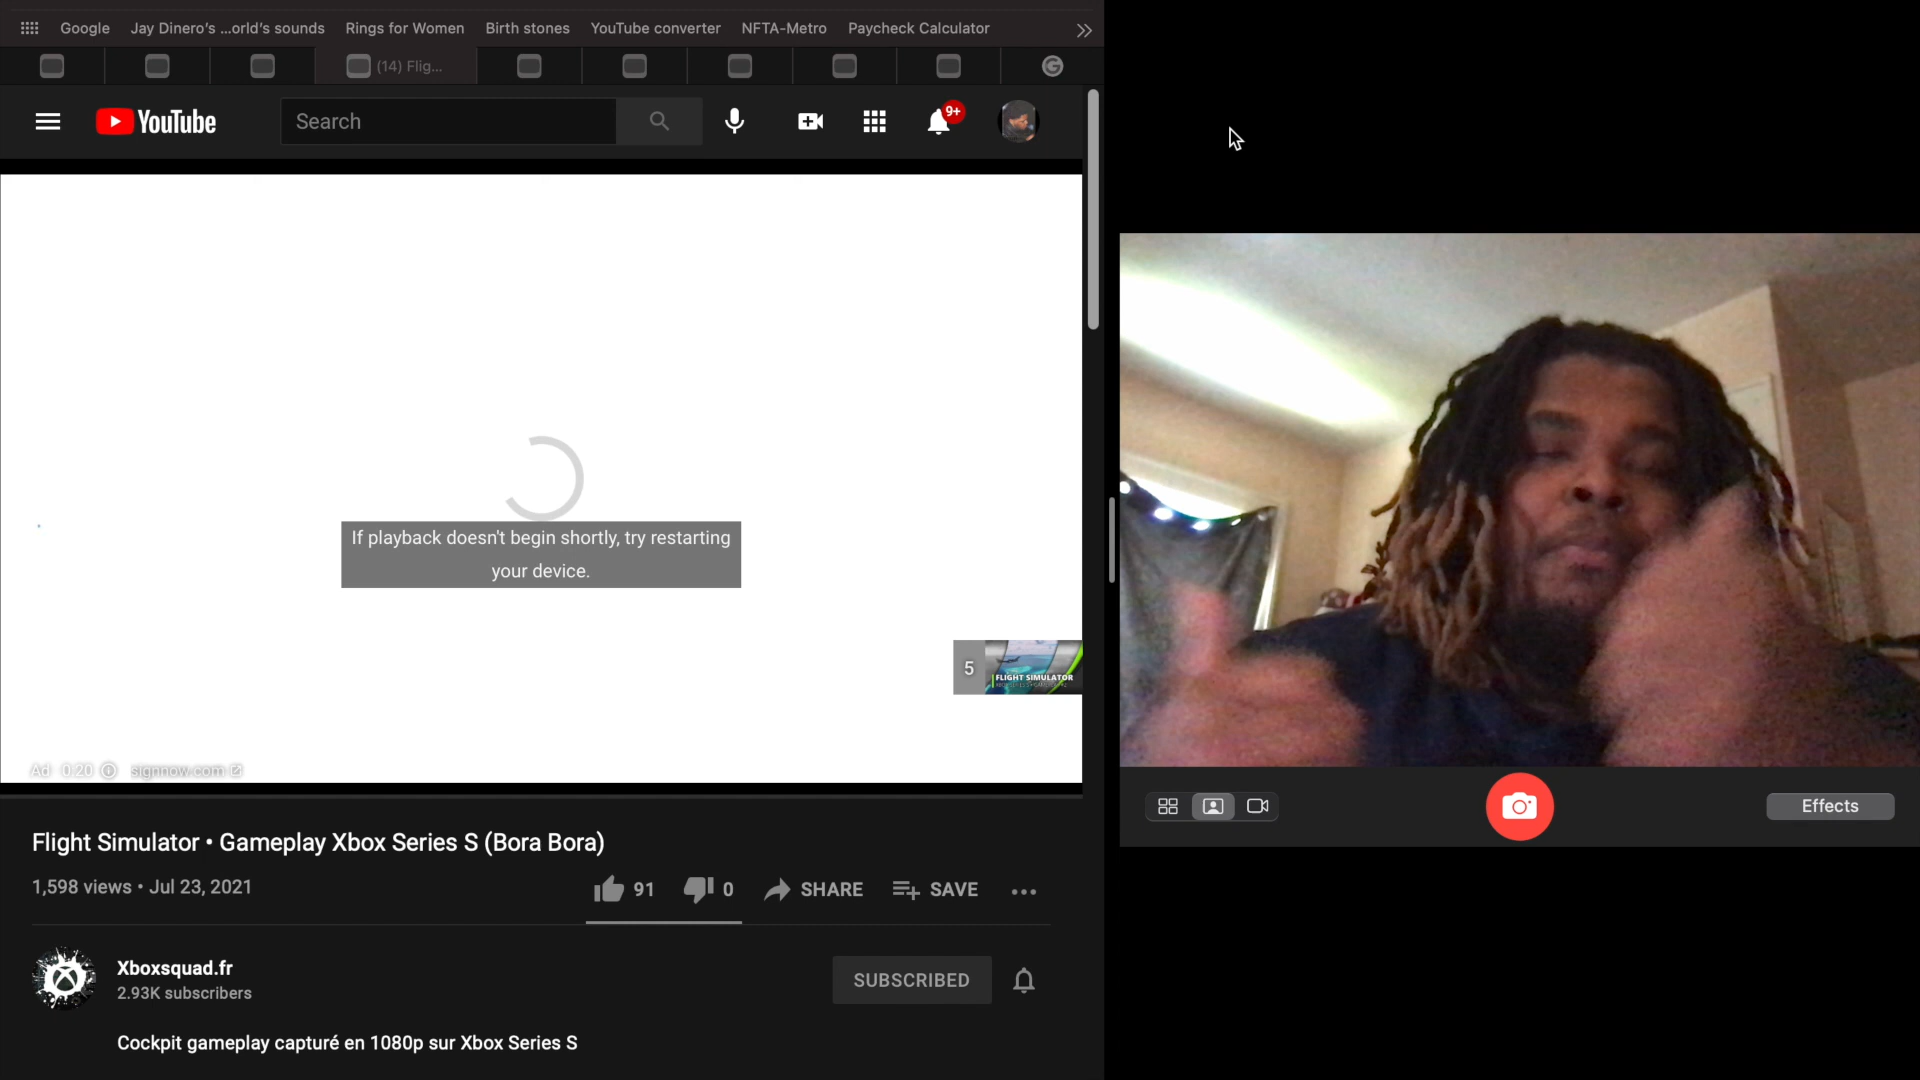 Google
Jay Dinero's ...orld's sounds
Rings for Women
Birth stones
YouTube converter
NFTA-Metro
Paycheck Calculator
(14) Flig...
YouTube
Search
9+
If playback doesn't begin shortly, try restarting
your device.
5
FLIGHT SIMULATOR
Ad · 0:20
signnow.com
Flight Simulator • Gameplay Xbox Series S (Bora Bora)
1,598 views • Jul 23, 2021
91
0
SHARE
SAVE
Xboxsquad.fr
2.93K subscribers
SUBSCRIBED
Cockpit gameplay capturé en 1080p sur Xbox Series S
Effects